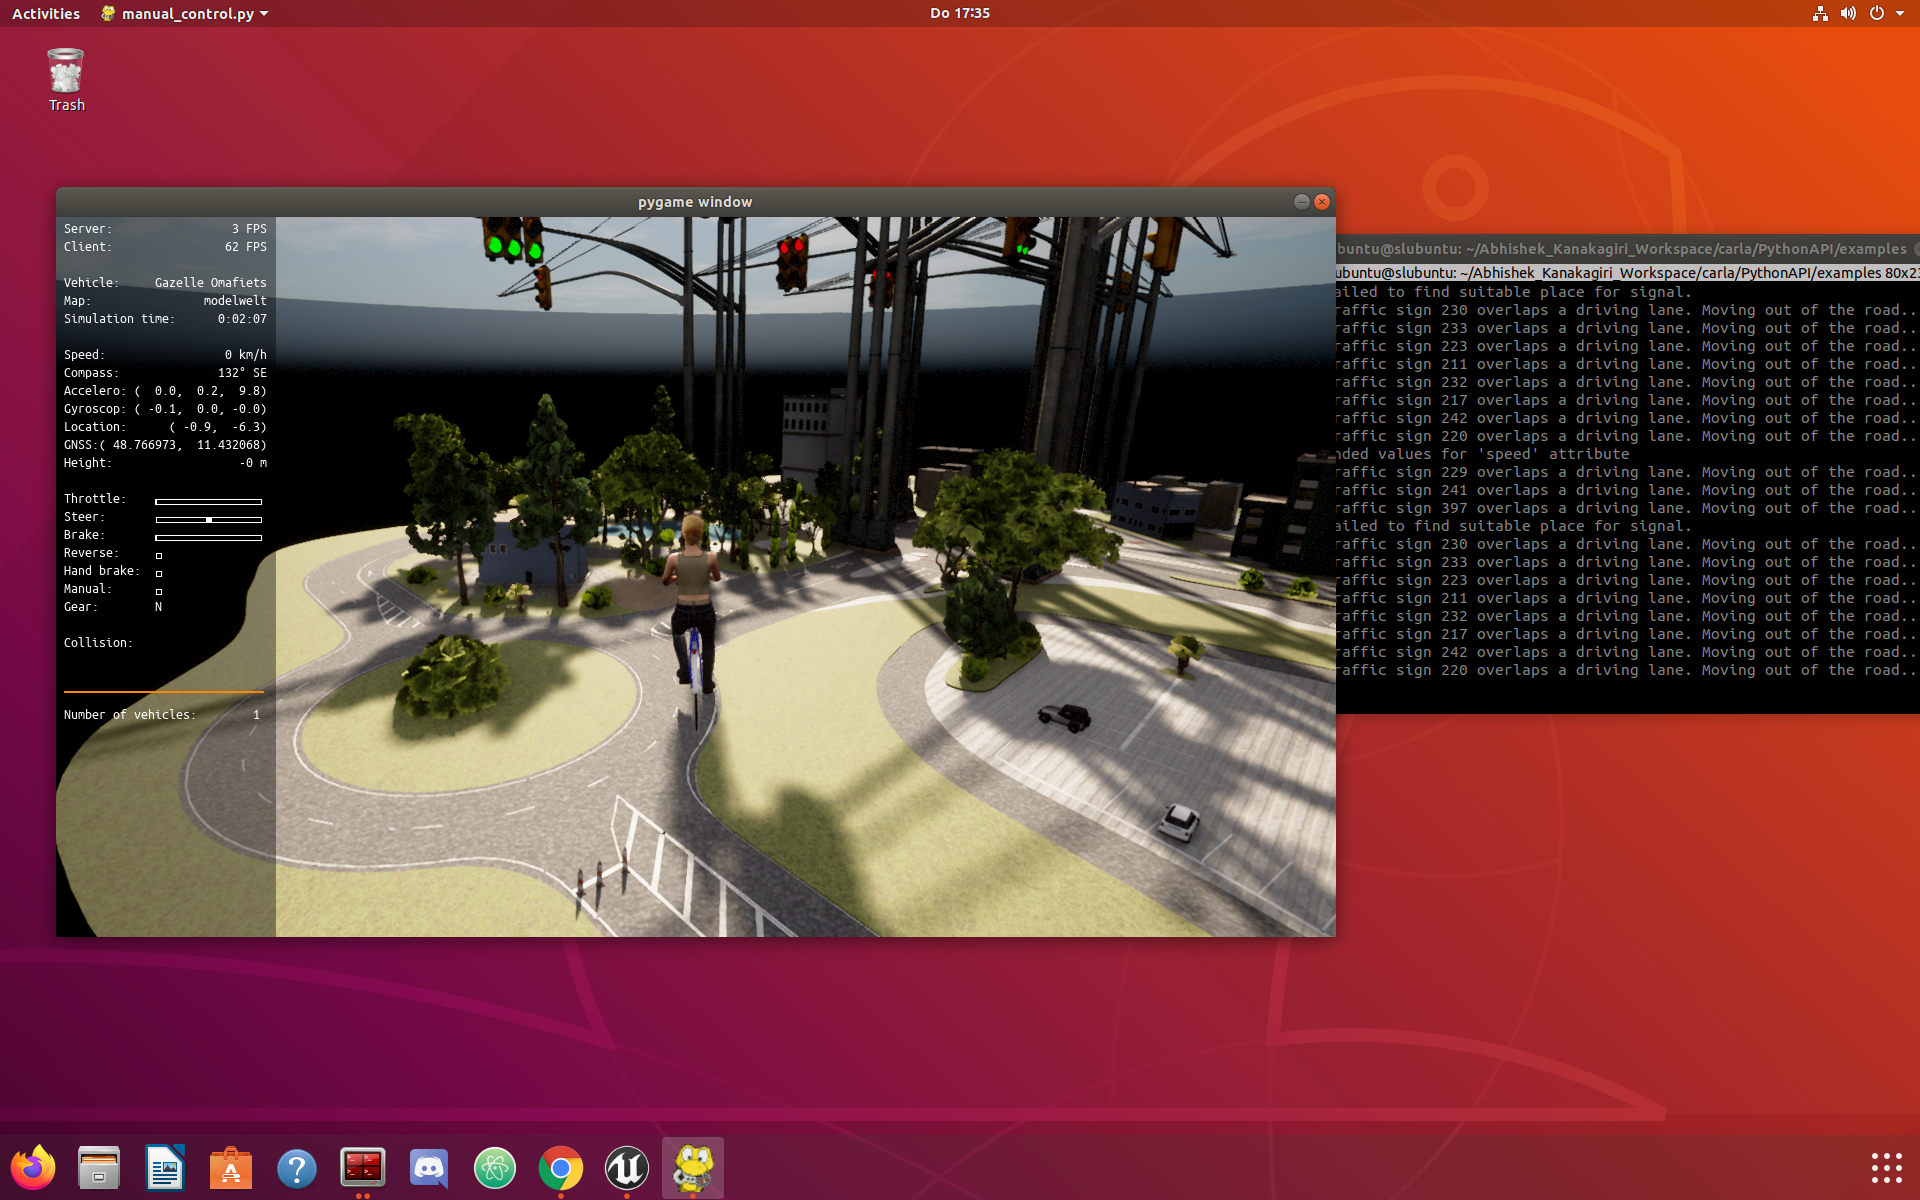 Activities
manual_control.py
Do 17:35
Trash
pygame window
Server: 3 FPS
Client: 62 FPS
Vehicle: Gazelle Omafiets
Map: modelwelt
Simulation time: 0:02:07
Speed: 0 km/h
Compass: 132° SE
Accelero: ( 0.0, 0.2, 9.8)
Gyroscop: ( -0.1, 0.0, -0.0)
Location: ( -0.9, -6.3)
GNSS:( 48.766973, 11.432068)
Height: -0 m
Throttle:
Steer:
Brake:
Reverse:
Hand brake:
Manual:
Gear: N
Collision:
Number of vehicles: 1
buntu@slubuntu: ~/Abhishek_Kanakagiri_Workspace/carla/PythonAPI/examples
ubuntu@slubuntu: ~/Abhishek_Kanakagiri_Workspace/carla/PythonAPI/examples 80x23
ailed to find suitable place for signal.
raffic sign 230 overlaps a driving lane. Moving out of the road..
raffic sign 233 overlaps a driving lane. Moving out of the road..
raffic sign 223 overlaps a driving lane. Moving out of the road..
raffic sign 211 overlaps a driving lane. Moving out of the road..
raffic sign 232 overlaps a driving lane. Moving out of the road..
raffic sign 217 overlaps a driving lane. Moving out of the road..
raffic sign 242 overlaps a driving lane. Moving out of the road..
raffic sign 220 overlaps a driving lane. Moving out of the road..
nded values for 'speed' attribute
raffic sign 229 overlaps a driving lane. Moving out of the road..
raffic sign 241 overlaps a driving lane. Moving out of the road..
raffic sign 397 overlaps a driving lane. Moving out of the road..
ailed to find suitable place for signal.
raffic sign 230 overlaps a driving lane. Moving out of the road..
raffic sign 233 overlaps a driving lane. Moving out of the road..
raffic sign 223 overlaps a driving lane. Moving out of the road..
raffic sign 211 overlaps a driving lane. Moving out of the road..
raffic sign 232 overlaps a driving lane. Moving out of the road..
raffic sign 217 overlaps a driving lane. Moving out of the road..
raffic sign 242 overlaps a driving lane. Moving out of the road..
raffic sign 220 overlaps a driving lane. Moving out of the road..